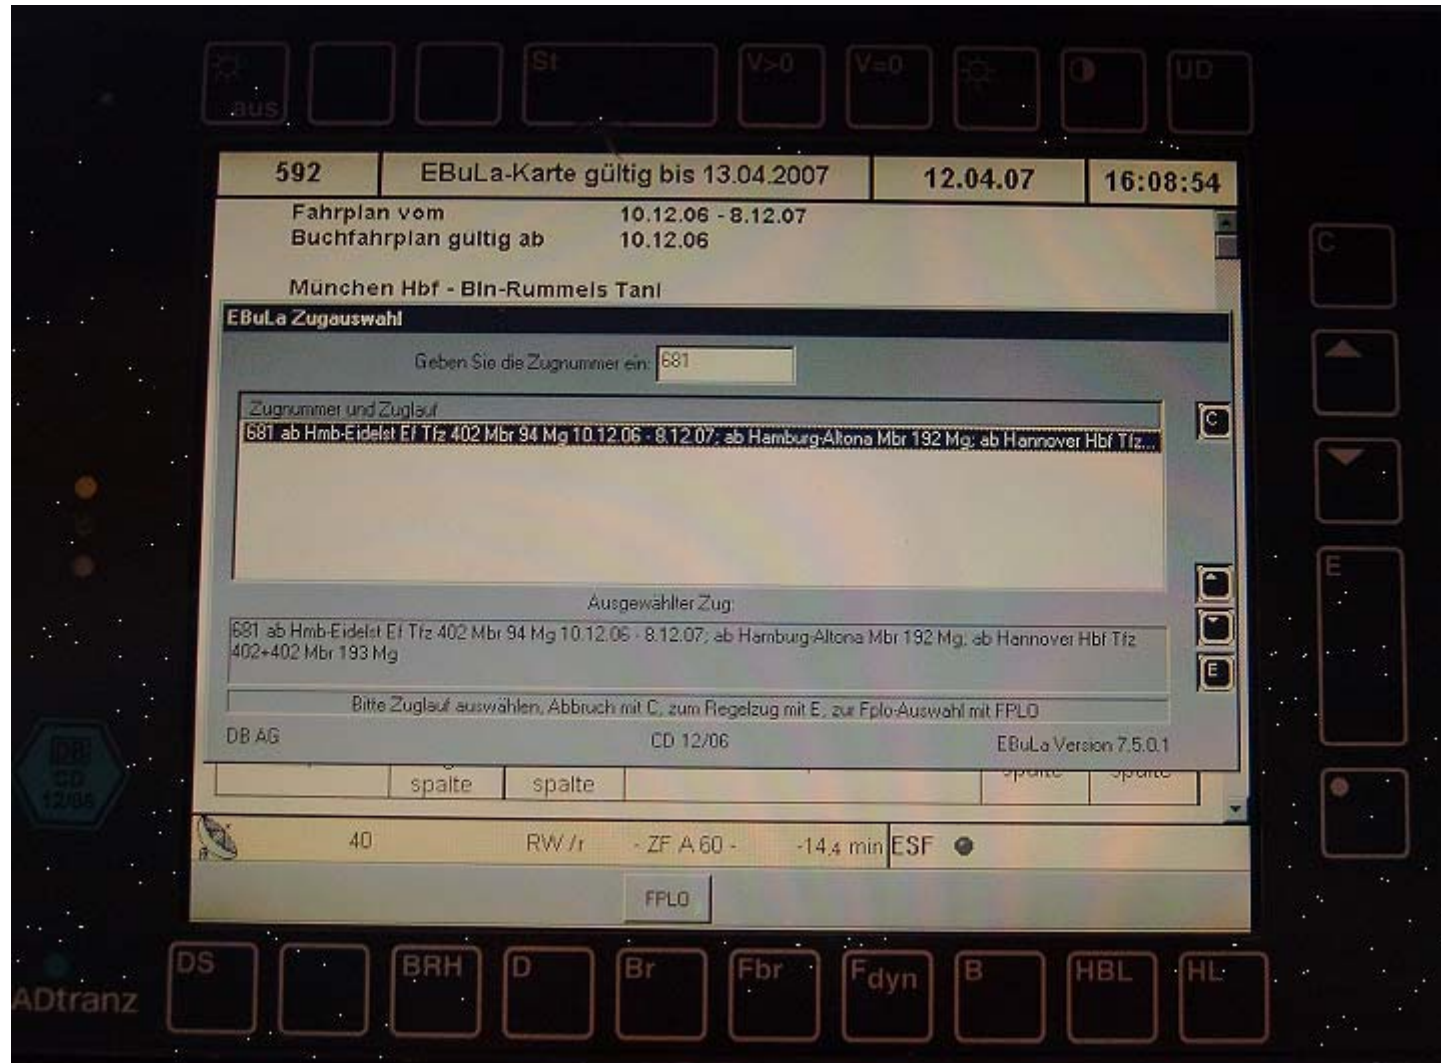 aus St V>0 V=0 UD
592 EBuLa-Karte gültig bis 13.04.2007 12.04.07 16:08:54
Fahrplan vom 10.12.06 - 8.12.07
Buchfahrplan gültig ab 10.12.06
München Hbf - Bln-Rummels Tanl
EBuLa Zugauswahl
Geben Sie die Zugnummer ein: 681
Zugnummer und Zuglauf
681 ab Hmb-Eidelst Ef Tfz 402 Mbr 94 Mg 10.12.06 - 8.12.07; ab Hamburg-Altona Mbr 192 Mg; ab Hannover Hbf Tfz...
C
Ausgewählter Zug:
681 ab Hmb-Eidelst Ef Tfz 402 Mbr 94 Mg 10.12.06 - 8.12.07; ab Hamburg-Altona Mbr 192 Mg; ab Hannover Hbf Tfz
402+402 Mbr 193 Mg
E
Bitte Zuglauf auswählen, Abbruch mit C, zum Regelzug mit E, zur Fplo-Auswahl mit FPLO
DB AG CD 12/06 EBuLa Version 7.5.0.1
spalte spalte spalte spalte
40 RW /r - ZF A 60 - -14,4 min ESF
FPLO
C
E
DB
CD
12/06
DS BRH D Br Fbr Fdyn B HBL HL
ADtranz